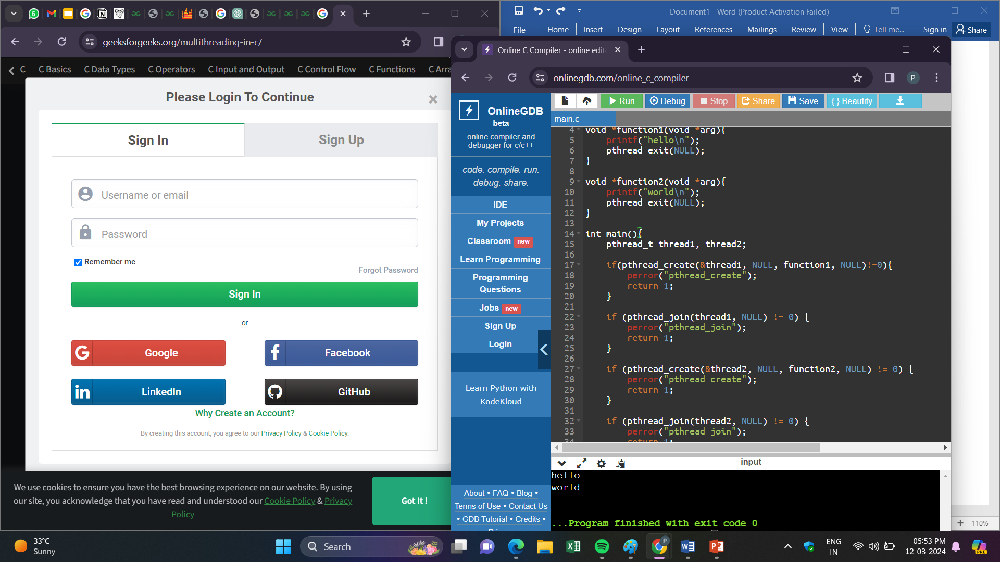 6
geeksforgeeks.org/multithreading-in-c/
C
C Basics
C Data Types
C Operators
C Input and Output
C Control Flow
C Functions
Please Login To Continue
Sign In
Sign Up
Username or email
Password
Remember me
Forgot Password
Sign In
or
Google
Facebook
LinkedIn
GitHub
Why Create an Account?
By creating this account, you agree to our Privacy Policy & Cookie Policy.
We use cookies to ensure you have the best browsing experience on our website. By using
our site, you acknowledge that you have read and understood our Cookie Policy & Privacy
Policy
Got It !
Document1 - Word (Product Activation Failed)
File
Home
Insert
Design
Layout
References
Mailings
Review
View
Tell me...
Sign in
Share
Online C Compiler - online edit
onlinegdb.com/online_c_compiler
P
OnlineGDB
beta
online compiler and
debugger for c/c++
code. compile. run.
debug. share.
IDE
My Projects
Classroom new
Learn Programming
Programming
Questions
Jobs new
Sign Up
Login
Learn Python with
KodeKloud
About • FAQ • Blog •
Terms of Use • Contact Us
• GDB Tutorial • Credits •
Run
Debug
Stop
Share
Save
{ } Beautify
main.c
4 void *function1(void *arg){
5 printf("hello\n");
6 pthread_exit(NULL);
7 }
8
9 void *function2(void *arg){
10 printf("world\n");
11 pthread_exit(NULL);
12 }
13
14 int main(){
15 pthread_t thread1, thread2;
16
17 if(pthread_create(&thread1, NULL, function1, NULL)!=0){
18 perror("pthread_create");
19 return 1;
20 }
21
22 if (pthread_join(thread1, NULL) != 0) {
23 perror("pthread_join");
24 return 1;
25 }
26
27 if (pthread_create(&thread2, NULL, function2, NULL) != 0) {
28 perror("pthread_create");
29 return 1;
30 }
31
32 if (pthread_join(thread2, NULL) != 0) {
33 perror("pthread_join");
34 return 1;
input
hello
world
...Program finished with exit code 0
110%
33°C
Sunny
Search
ENG
IN
05:53 PM
12-03-2024
PRE